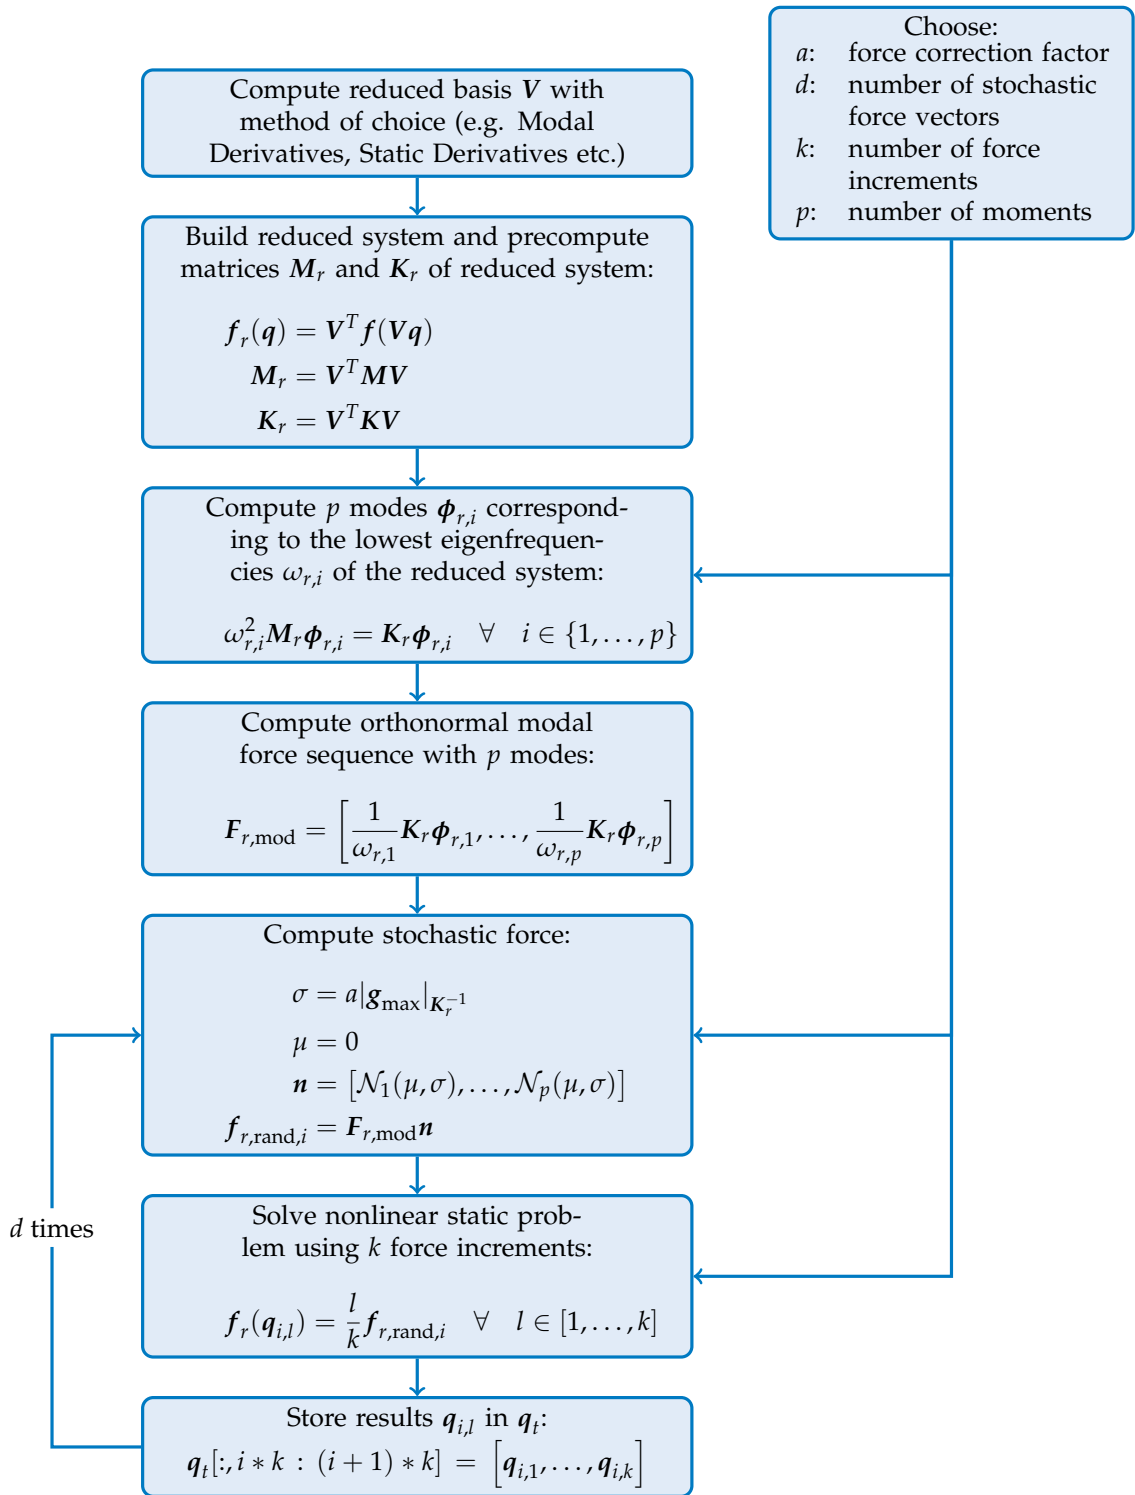 Compute reduced basis V with
method of choice (e.g. Modal
Derivatives, Static Derivatives etc.)
Choose:
a: force correction factor
d: number of stochastic
force vectors
k: number of force
increments
p: number of moments
Build reduced system and precompute
matrices M_r and K_r of reduced system:
f_r(q) = V^T f(Vq)
M_r = V^T MV
K_r = V^T KV
Compute p modes ϕ_{r,i} correspond-
ing to the lowest eigenfrequen-
cies ω_{r,i} of the reduced system:
ω²_{r,i} M_r ϕ_{r,i} = K_r ϕ_{r,i} ∀ i ∈ {1, . . . , p}
Compute orthonormal modal
force sequence with p modes:
F_{r,mod} = [ 1/ω_{r,1} K_r ϕ_{r,1}, . . . , 1/ω_{r,p} K_r ϕ_{r,p} ]
Compute stochastic force:
σ = a|g_max|_{K_r^{-1}}
μ = 0
n = [𝒩_1(μ, σ), . . . , 𝒩_p(μ, σ)]
f_{r,rand,i} = F_{r,mod} n
d times
Solve nonlinear static prob-
lem using k force increments:
f_r(q_{i,l}) = l/k f_{r,rand,i} ∀ l ∈ [1, . . . , k]
Store results q_{i,l} in q_t:
q_t[:, i * k : (i + 1) * k] = [q_{i,1}, . . . , q_{i,k}]